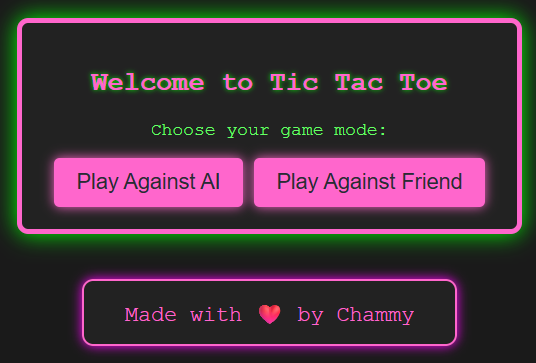 Welcome to Tic Tac Toe
Choose your game mode:
Play Against AI Play Against Friend
Made with ❤️ by Chammy